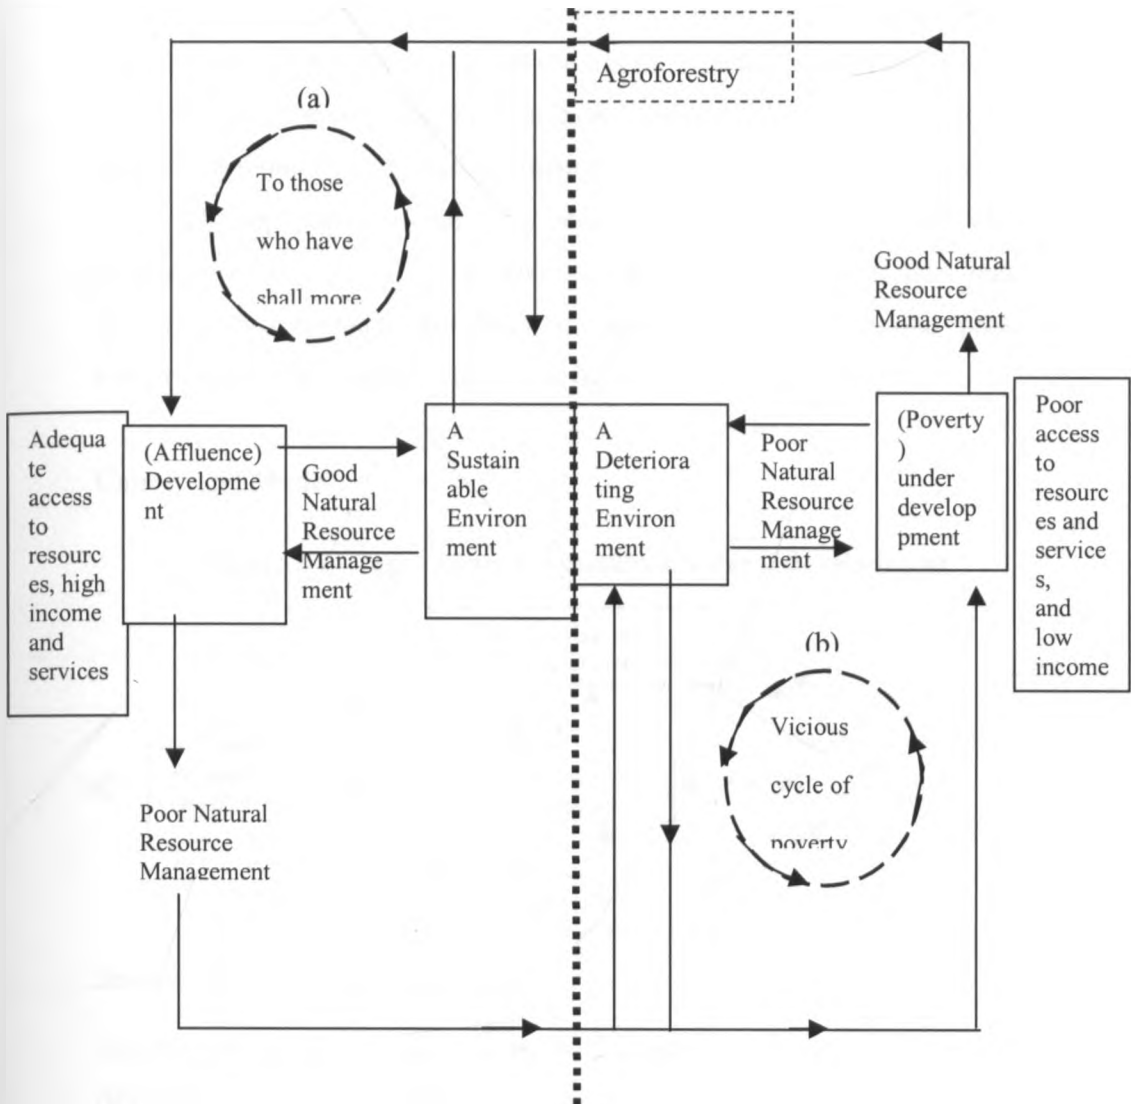 Agroforestry
(a)
To those
who have
shall more
Good Natural
Resource
Management
Adequa
te
access
to
resourc
es, high
income
and
services
(Affluence)
Developme
nt
Good
Natural
Resource
Manage
ment
A
Sustain
able
Environ
ment
A
Deteriora
ting
Environ
ment
Poor
Natural
Resource
Manage
ment
(Poverty
)
under
develop
pment
Poor
access
to
resourc
es and
service
s,
and
low
income
(b)
Vicious
cycle of
poverty
Poor Natural
Resource
Management